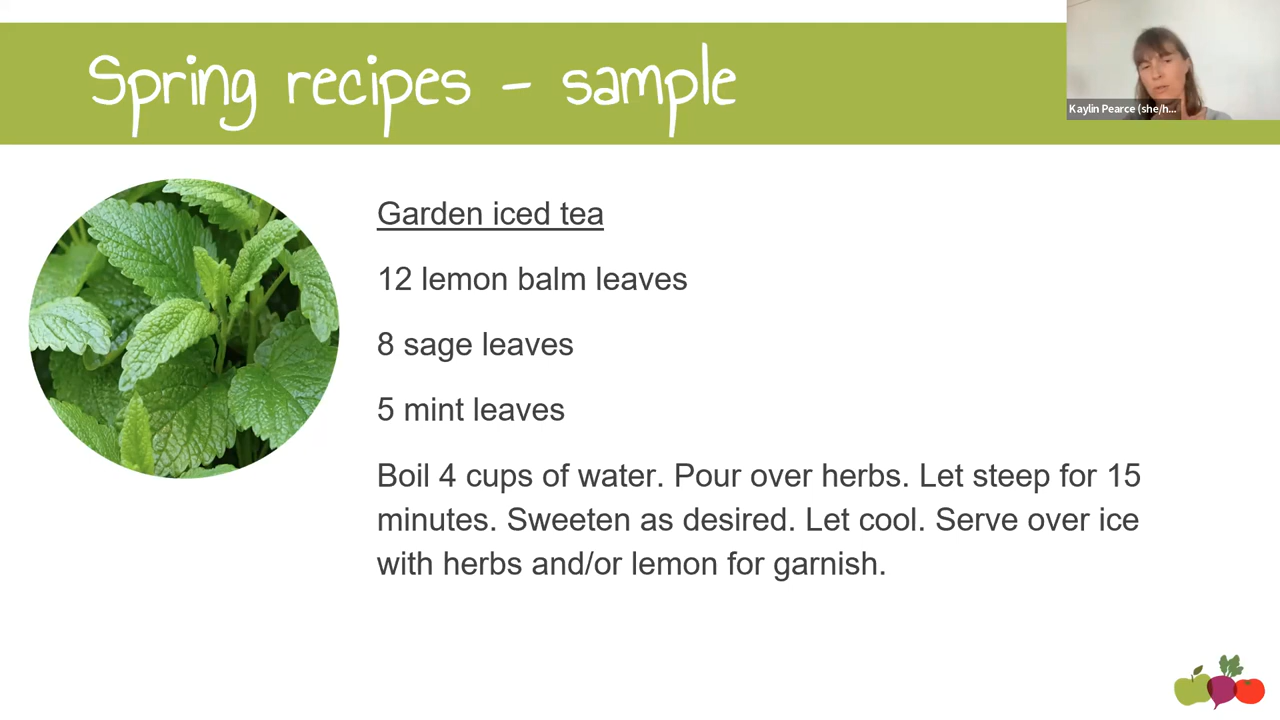 Spring recipes - sample
Kaylin Pearce (she/h...
Garden iced tea
12 lemon balm leaves
8 sage leaves
5 mint leaves
Boil 4 cups of water. Pour over herbs. Let steep for 15
minutes. Sweeten as desired. Let cool. Serve over ice
with herbs and/or lemon for garnish.